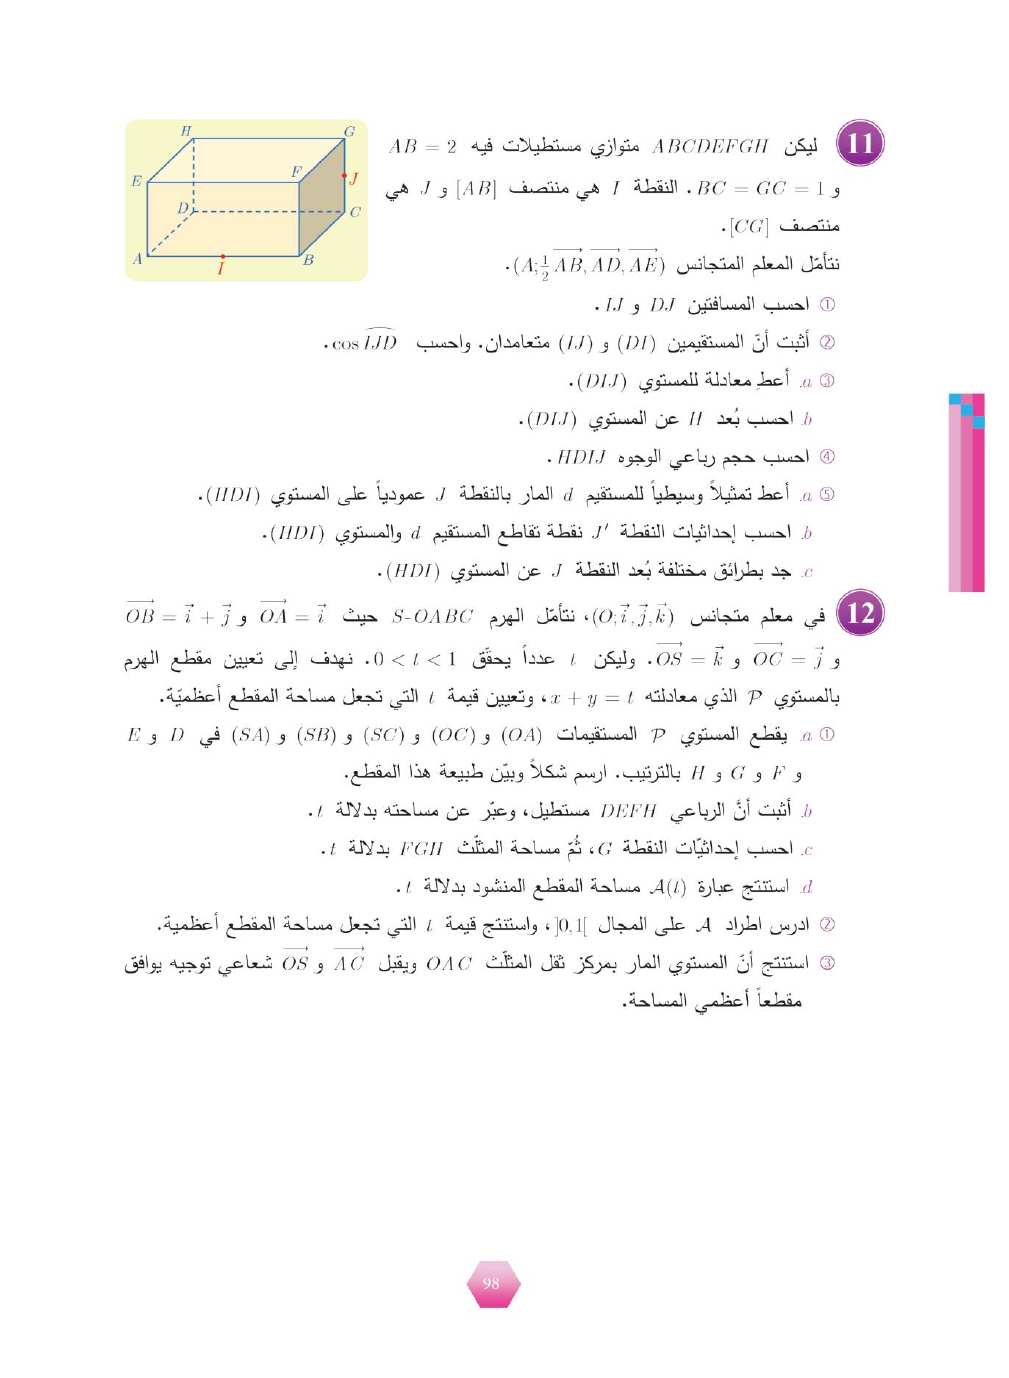 11 ليكن ABCDEFGH متوازي مستطيلات فيه AB = 2
و BC = GC = 1. النقطة I هي منتصف [AB] و J هي
منتصف [CG].
نتأمّل المعلم المتجانس (A; ½ AB⃗, AD⃗, AE⃗).
① احسب المسافتين DJ و IJ.
② أثبت أنّ المستقيمين (DI) و (IJ) متعامدان. واحسب cos IJD.
③ a. أعطِ معادلة للمستوي (DIJ).
b. احسب بُعد H عن المستوي (DIJ).
④ احسب حجم رباعي الوجوه HDIJ.
⑤ a. أعط تمثيلاً وسيطياً للمستقيم d المار بالنقطة J عمودياً على المستوي (HDI).
b. احسب إحداثيات النقطة J′ نقطة تقاطع المستقيم d والمستوي (HDI).
c. جد بطرائق مختلفة بُعد النقطة J عن المستوي (HDI).
H G F E J D C A I B
12 في معلم متجانس (O; i⃗, j⃗, k⃗)، نتأمّل الهرم S-OABC حيث OA⃗ = i⃗ و OB⃗ = i⃗ + j⃗
و OC⃗ = j⃗ و OS⃗ = k⃗. وليكن t عدداً يحقّق 0 < t < 1. نهدف إلى تعيين مقطع الهرم
بالمستوي P الذي معادلته x + y = t، وتعيين قيمة t التي تجعل مساحة المقطع أعظميّة.
① a. يقطع المستوي P المستقيمات (OA) و (OC) و (SC) و (SB) و (SA) في D و E
و F و G و H بالترتيب. ارسم شكلاً وبيّن طبيعة هذا المقطع.
b. أثبت أنَّ الرباعي DEFH مستطيل، وعبّر عن مساحته بدلالة t.
c. احسب إحداثيّات النقطة G، ثُمّ مساحة المثلّث FGH بدلالة t.
d. استنتج عبارة A(t) مساحة المقطع المنشود بدلالة t.
② ادرس اطراد A على المجال ]0,1[، واستنتج قيمة t التي تجعل مساحة المقطع أعظمية.
③ استنتج أنّ المستوي المار بمركز ثقل المثلّث OAC ويقبل AC⃗ و OS⃗ شعاعي توجيه يوافق
مقطعاً أعظمي المساحة.
98